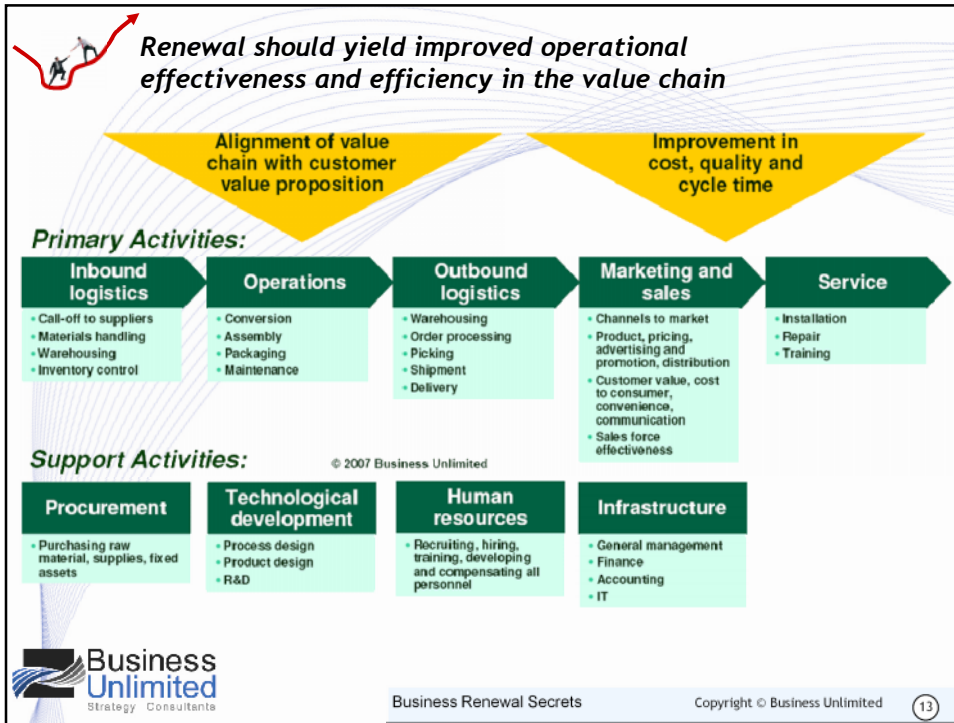 Renewal should yield improved operational
effectiveness and efficiency in the value chain
Alignment of value
chain with customer
value proposition
Improvement in
cost, quality and
cycle time
Primary Activities:
Inbound
logistics
• Call-off to suppliers
• Materials handling
• Warehousing
• Inventory control
Operations
• Conversion
• Assembly
• Packaging
• Maintenance
Outbound
logistics
• Warehousing
• Order processing
• Picking
• Shipment
• Delivery
Marketing and
sales
• Channels to market
• Product, pricing,
advertising and
promotion, distribution
• Customer value, cost
to consumer,
convenience,
communication
• Sales force
effectiveness
Service
• Installation
• Repair
• Training
Support Activities:
© 2007 Business Unlimited
Procurement
• Purchasing raw
material, supplies, fixed
assets
Technological
development
• Process design
• Product design
• R&D
Human
resources
• Recruiting, hiring,
training, developing
and compensating all
personnel
Infrastructure
• General management
• Finance
• Accounting
• IT
Business
Unlimited
Strategy Consultants
Business Renewal Secrets
Copyright © Business Unlimited
13